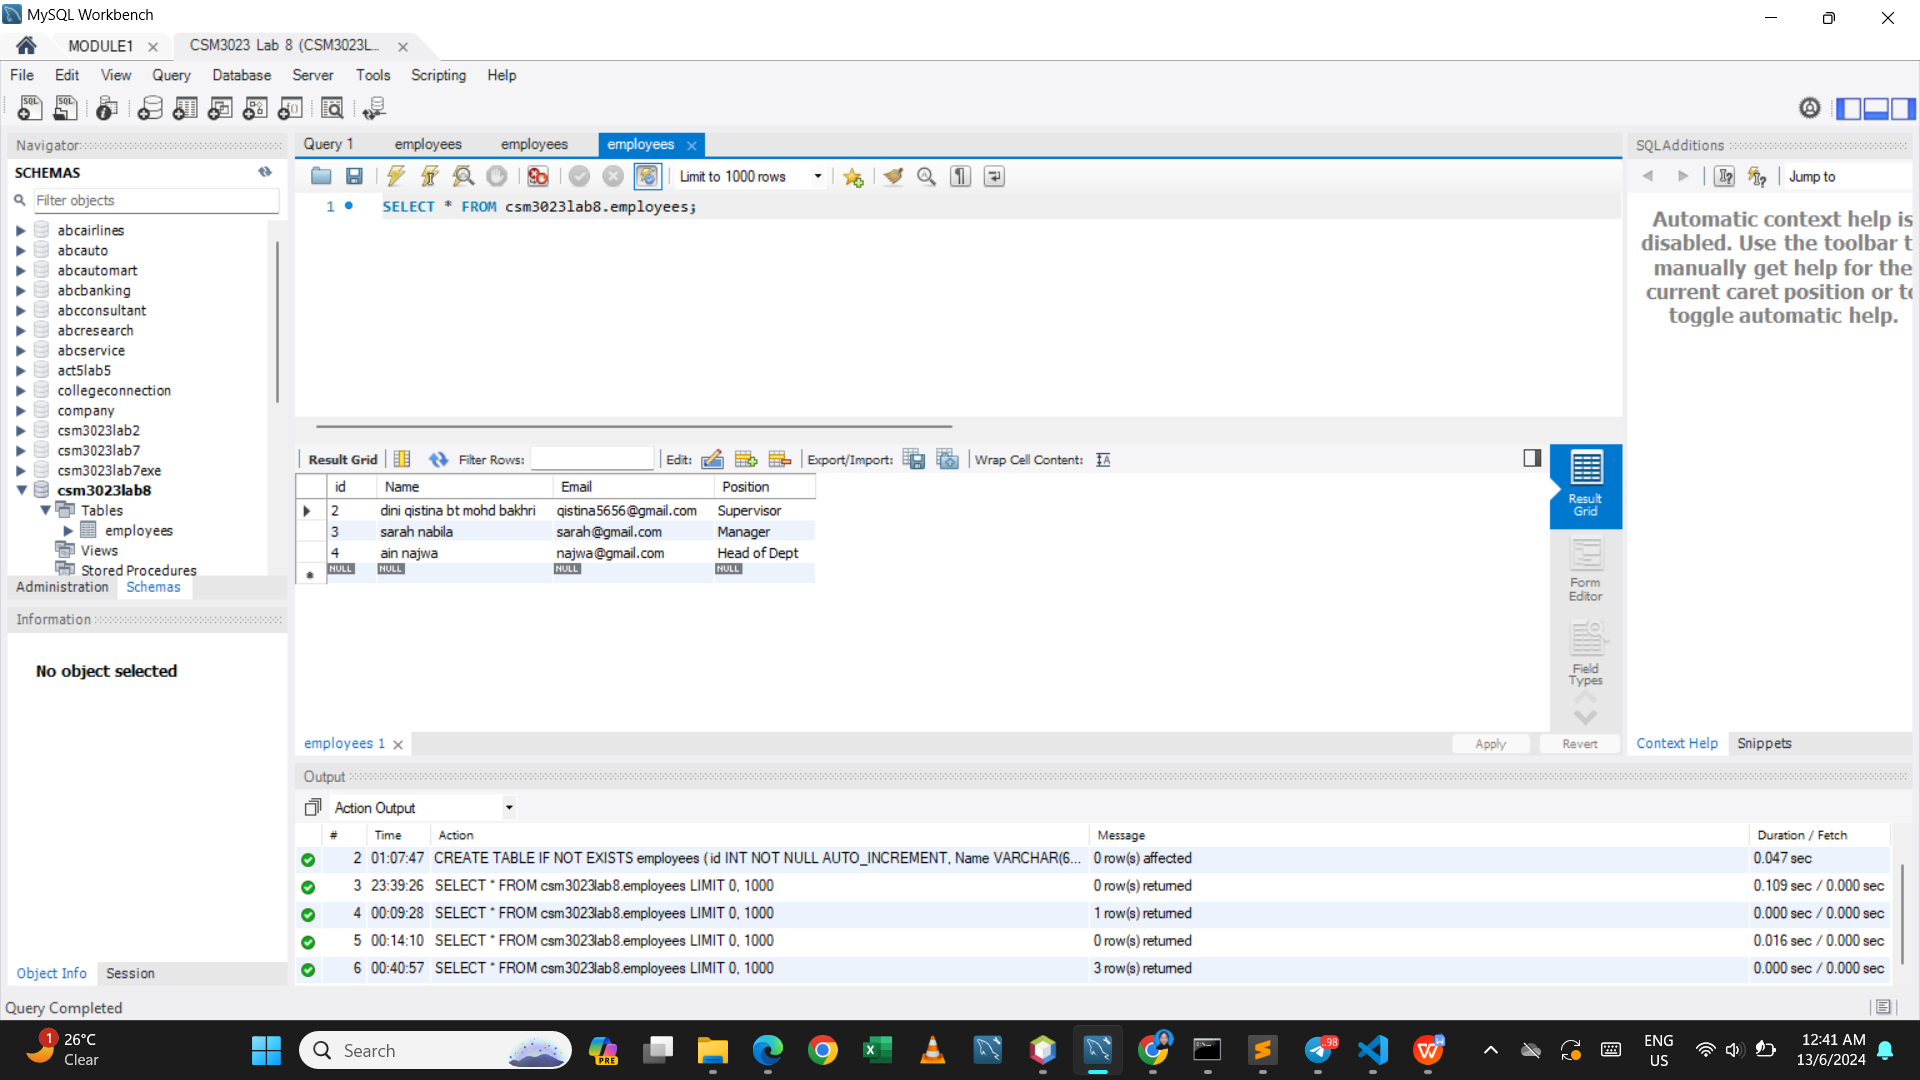 MySQL Workbench
MODULE1
CSM3023 Lab 8 (CSM3023L...
File Edit View Query Database Server Tools Scripting Help
Navigator
SCHEMAS
Filter objects
abcairlines
abcauto
abcautomart
abcbanking
abcconsultant
abcresearch
abcservice
act5lab5
collegeconnection
company
csm3023lab2
csm3023lab7
csm3023lab7exe
csm3023lab8
Tables
employees
Views
Stored Procedures
Administration Schemas
Information
No object selected
Object Info Session
Query Completed
Query 1 employees employees employees
Limit to 1000 rows
1 SELECT * FROM csm3023lab8.employees;
Result Grid Filter Rows: Edit: Export/Import: Wrap Cell Content:
id Name Email Position
2 dini qistina bt mohd bakhri qistina5656@gmail.com Supervisor
3 sarah nabila sarah@gmail.com Manager
4 ain najwa najwa@gmail.com Head of Dept
NULL NULL NULL NULL
Result
Grid
Form
Editor
Field
Types
employees 1
Apply Revert
Output
Action Output
# Time Action Message Duration / Fetch
2 01:07:47 CREATE TABLE IF NOT EXISTS employees ( id INT NOT NULL AUTO_INCREMENT, Name VARCHAR(6... 0 row(s) affected 0.047 sec
3 23:39:26 SELECT * FROM csm3023lab8.employees LIMIT 0, 1000 0 row(s) returned 0.109 sec / 0.000 sec
4 00:09:28 SELECT * FROM csm3023lab8.employees LIMIT 0, 1000 1 row(s) returned 0.000 sec / 0.000 sec
5 00:14:10 SELECT * FROM csm3023lab8.employees LIMIT 0, 1000 0 row(s) returned 0.016 sec / 0.000 sec
6 00:40:57 SELECT * FROM csm3023lab8.employees LIMIT 0, 1000 3 row(s) returned 0.000 sec / 0.000 sec
SQLAdditions
Jump to
Automatic context help is
disabled. Use the toolbar t
manually get help for the
current caret position or to
toggle automatic help.
Context Help Snippets
1
26°C
Clear
Search
PRE
98
ENG
US
12:41 AM
13/6/2024